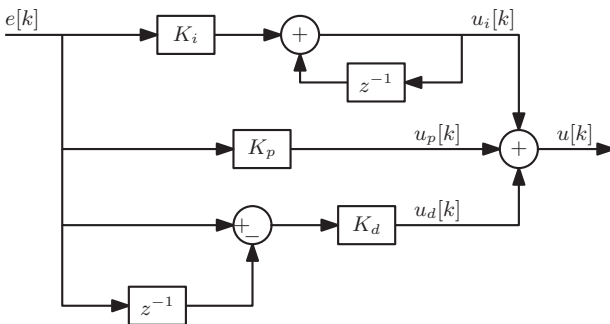 e[k]
K_i
+
u_i[k]
z^{-1}
K_p
u_p[k]
+
u[k]
+
−
K_d
u_d[k]
z^{-1}